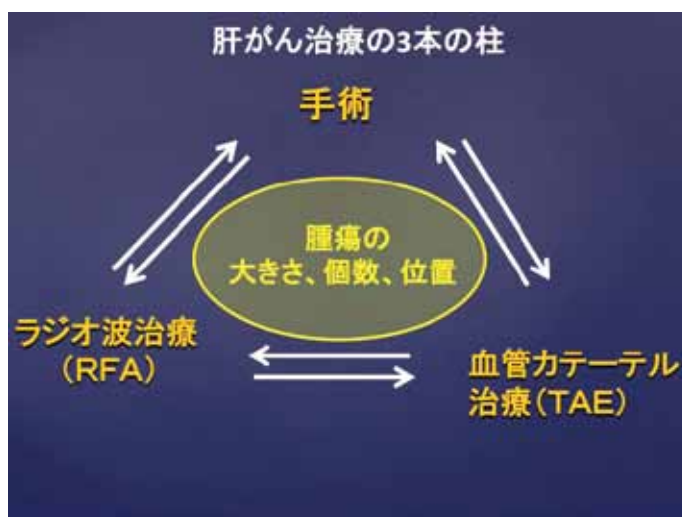 肝がん治療の3本の柱
手術
腫瘍の
大きさ、個数、位置
ラジオ波治療
(RFA)
血管カテーテル
治療(TAE)